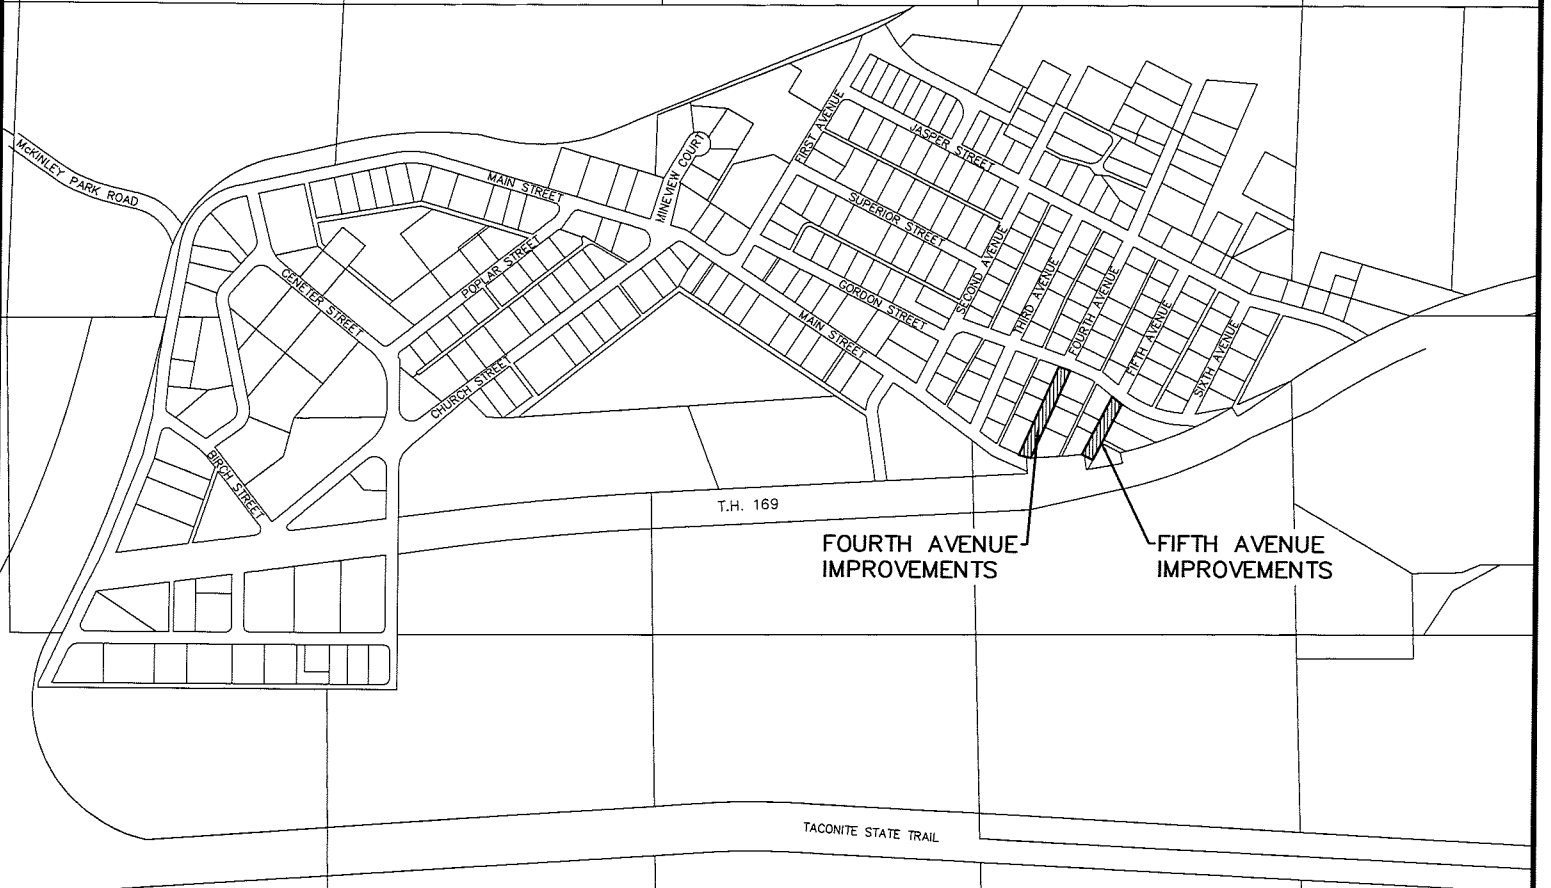 McKINLEY PARK ROAD
MAIN STREET
MINEVIEW COURT
FIRST AVENUE
JASPER STREET
SUPERIOR STREET
SECOND AVENUE
THIRD AVENUE
FOURTH AVENUE
FIFTH AVENUE
SIXTH AVENUE
GORDON STREET
MAIN STREET
POPLAR STREET
CENETER STREET
CHURCH STREET
BIRCH STREET
T.H. 169
FOURTH AVENUE
IMPROVEMENTS
FIFTH AVENUE
IMPROVEMENTS
TACONITE STATE TRAIL